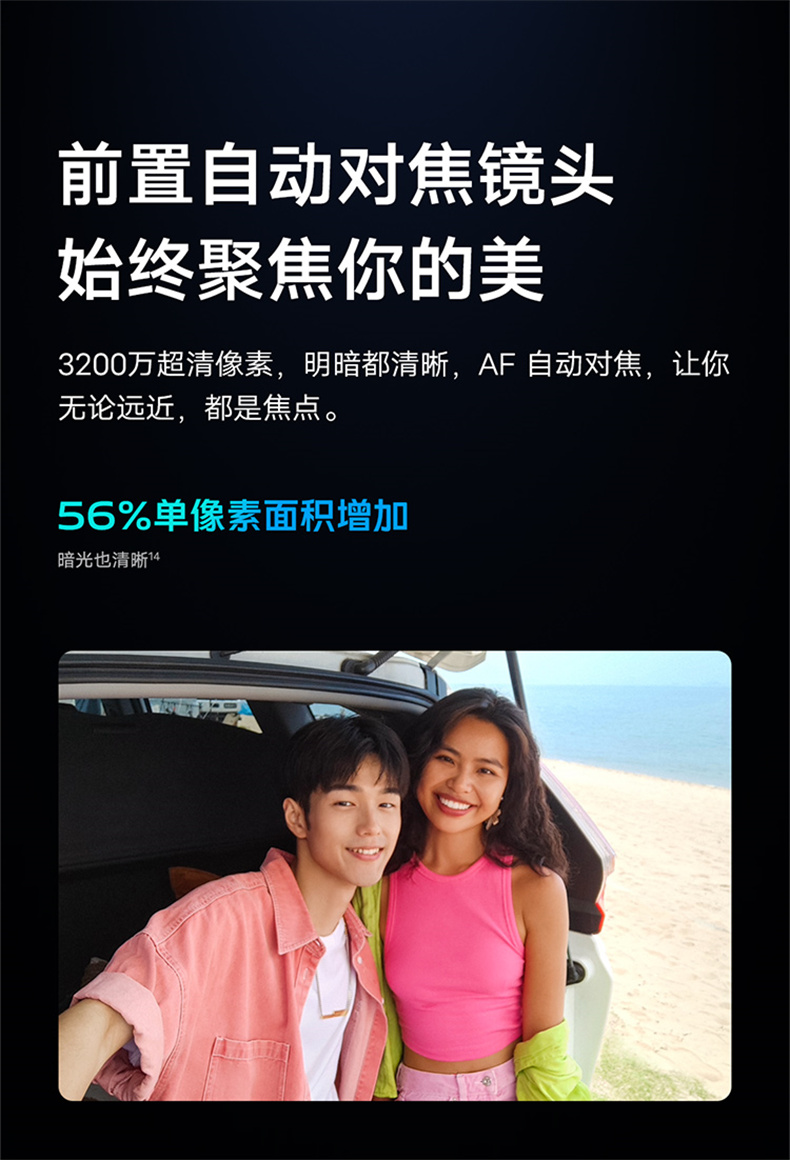 前置自动对焦镜头
始终聚焦你的美
3200万超清像素，明暗都清晰，AF 自动对焦，让你
无论远近，都是焦点。
56%单像素面积增加
暗光也清晰14